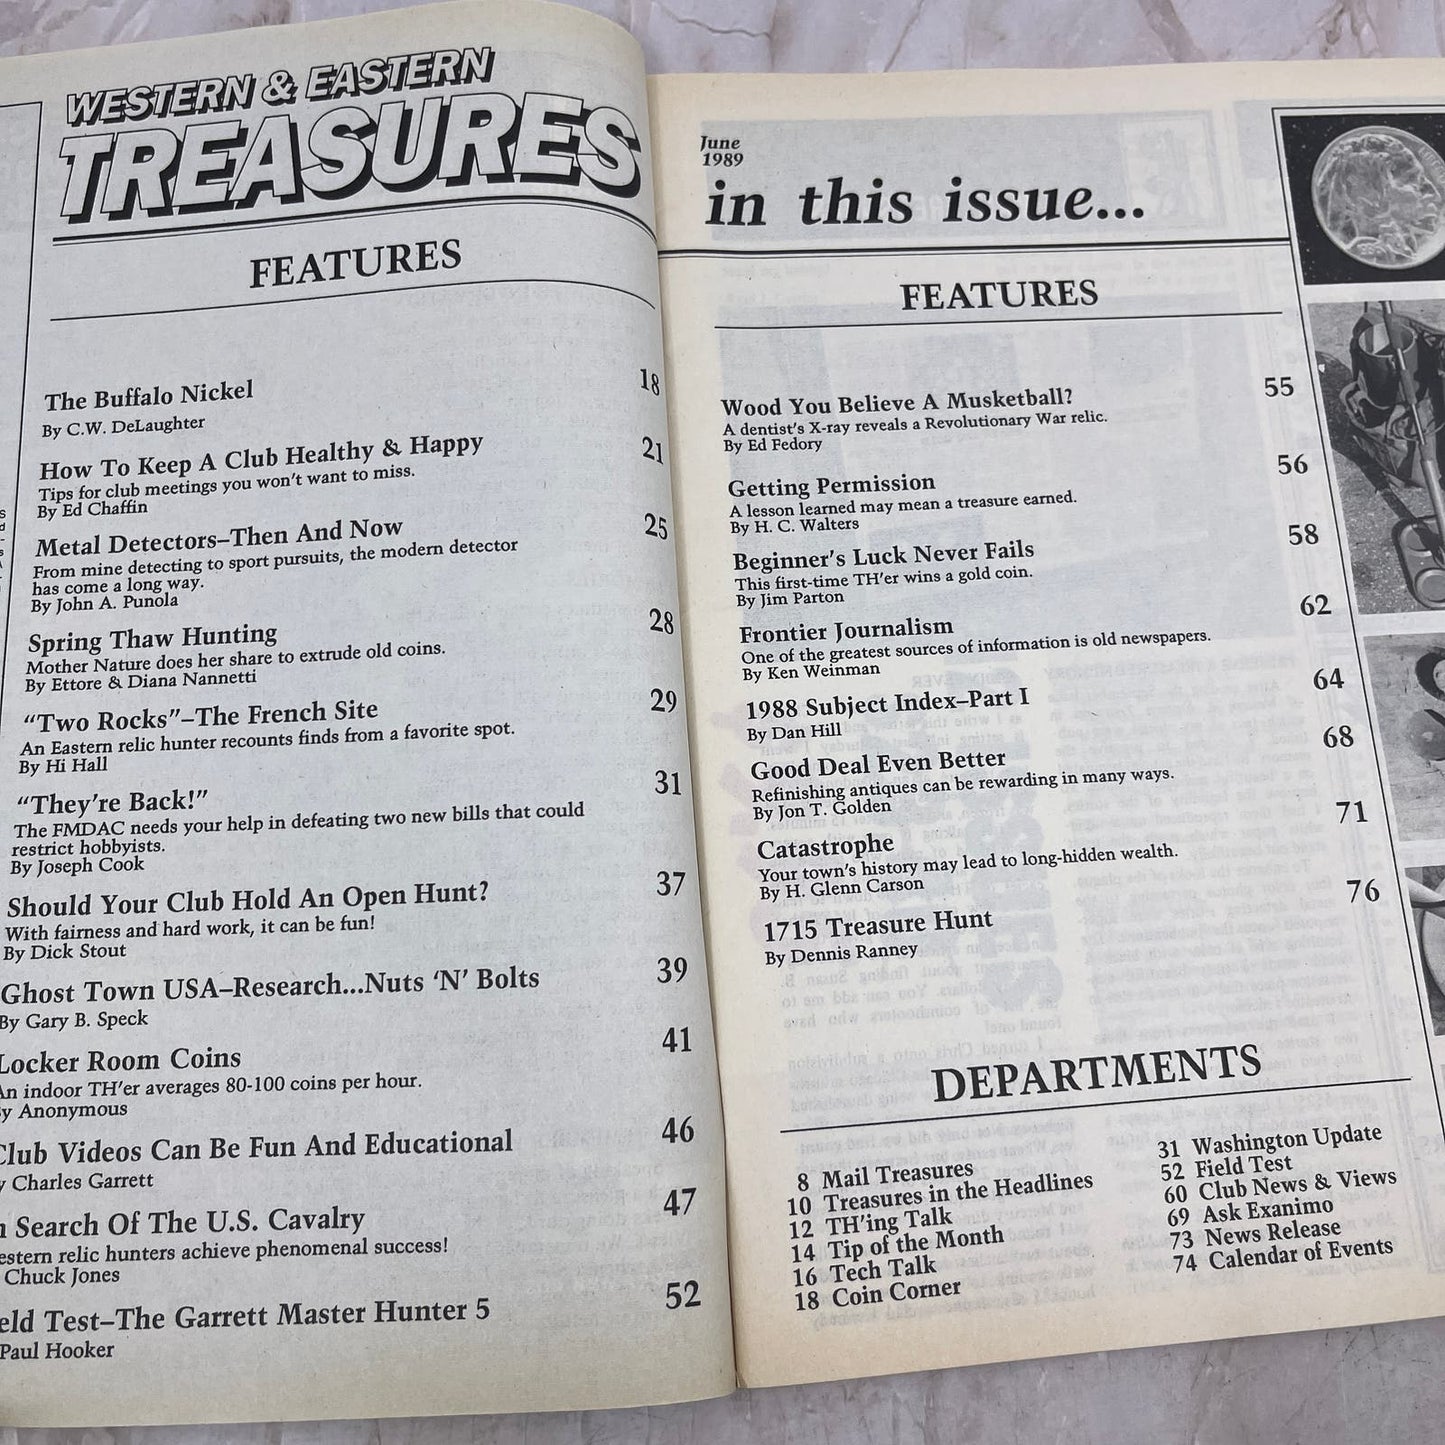 WESTERN & EASTERN
TREASURES
FEATURES
The Buffalo Nickel 18
By C.W. DeLaughter
How To Keep A Club Healthy & Happy 21
Tips for club meetings you won't want to miss.
By Ed Chaffin
Metal Detectors–Then And Now 25
From mine detecting to sport pursuits, the modern detector
has come a long way.
By John A. Punola
Spring Thaw Hunting 28
Mother Nature does her share to extrude old coins.
By Ettore & Diana Nannetti
“Two Rocks”–The French Site 29
An Eastern relic hunter recounts finds from a favorite spot.
By Hi Hall
“They're Back!” 31
The FMDAC needs your help in defeating two new bills that could
restrict hobbyists.
By Joseph Cook
Should Your Club Hold An Open Hunt? 37
With fairness and hard work, it can be fun!
By Dick Stout
Ghost Town USA–Research...Nuts ‘N’ Bolts 39
By Gary B. Speck
Locker Room Coins 41
An indoor TH'er averages 80-100 coins per hour.
y Anonymous
Club Videos Can Be Fun And Educational 46
y Charles Garrett
n Search Of The U.S. Cavalry 47
estern relic hunters achieve phenomenal success!
Chuck Jones
eld Test–The Garrett Master Hunter 5 52
Paul Hooker
June
1989
in this issue...
FEATURES
Wood You Believe A Musketball? 55
A dentist's X-ray reveals a Revolutionary War relic.
By Ed Fedory
Getting Permission 56
A lesson learned may mean a treasure earned.
By H. C. Walters
Beginner's Luck Never Fails 58
This first-time TH'er wins a gold coin.
By Jim Parton
Frontier Journalism 62
One of the greatest sources of information is old newspapers.
By Ken Weinman
1988 Subject Index–Part I 64
By Dan Hill
Good Deal Even Better 68
Refinishing antiques can be rewarding in many ways.
By Jon T. Golden
Catastrophe 71
Your town's history may lead to long-hidden wealth.
By H. Glenn Carson
1715 Treasure Hunt 76
By Dennis Ranney
DEPARTMENTS
8 Mail Treasures
10 Treasures in the Headlines
12 TH'ing Talk
14 Tip of the Month
16 Tech Talk
18 Coin Corner
31 Washington Update
52 Field Test
60 Club News & Views
69 Ask Exanimo
73 News Release
74 Calendar of Events